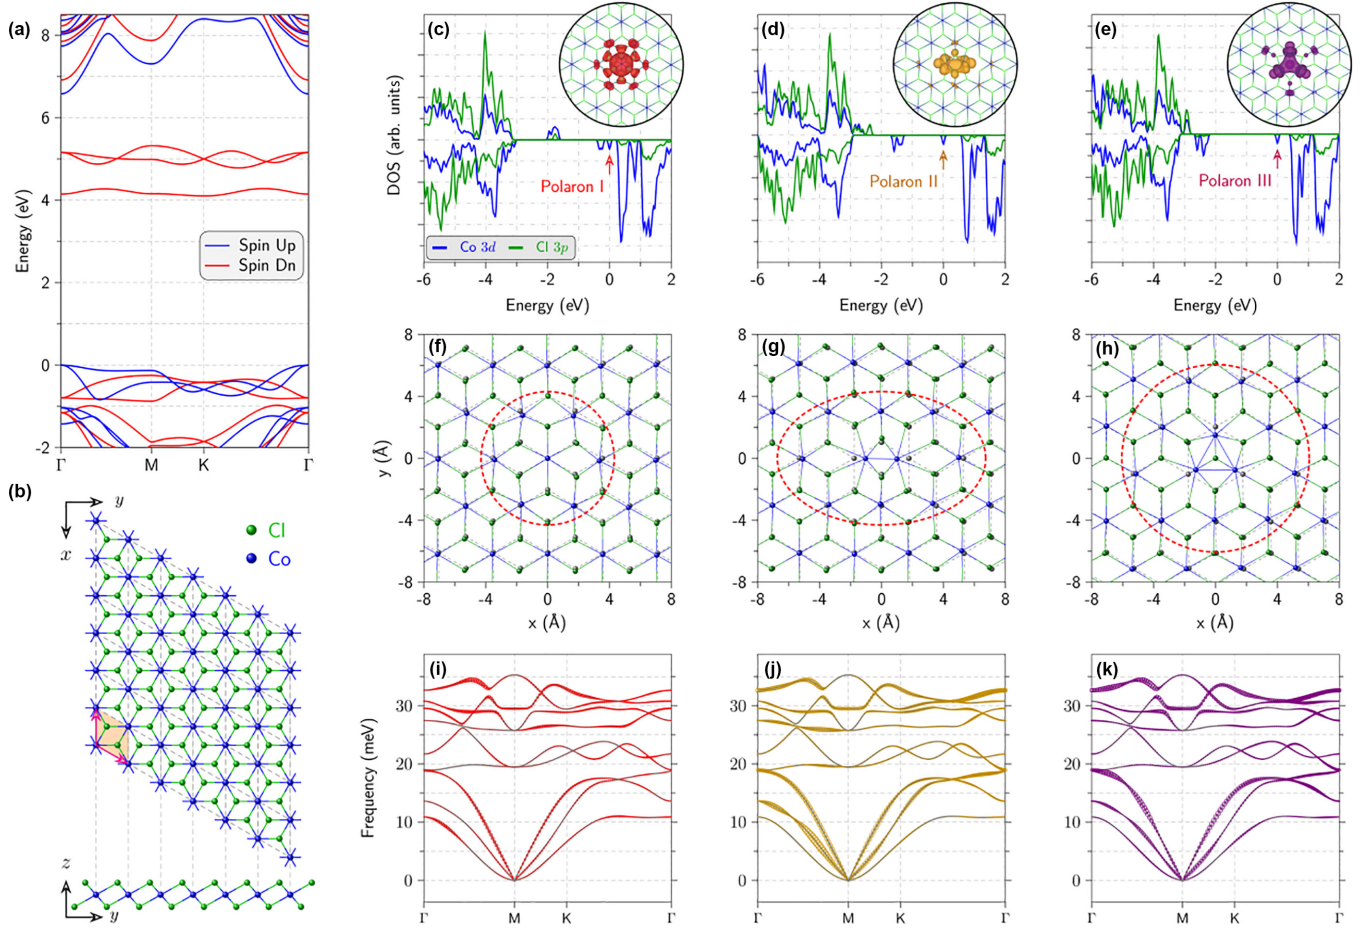 (a)
8
6
4
2
0
-2
Energy (eV)
Spin Up
Spin Dn
Γ M K Γ
(b)
y
x
Cl
Co
z
y
(c)
DOS (arb. units)
Polaron I
Co 3d Cl 3p
-6 -4 -2 0 2
Energy (eV)
(d)
Polaron II
-6 -4 -2 0 2
Energy (eV)
(e)
Polaron III
-6 -4 -2 0 2
Energy (eV)
(f)
8
4
0
-4
-8
y (Å)
-8 -4 0 4 8
x (Å)
(g)
8
4
0
-4
-8
-8 -4 0 4 8
x (Å)
(h)
8
4
0
-4
-8
-8 -4 0 4 8
x (Å)
(i)
30
20
10
0
Frequency (meV)
Γ M K Γ
(j)
30
20
10
0
Γ M K Γ
(k)
30
20
10
0
Γ M K Γ